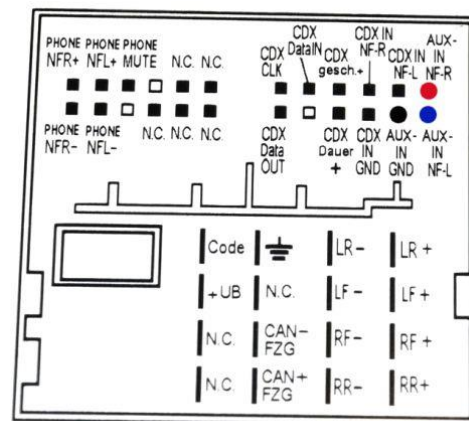 PHONE PHONE PHONE
NFR+ NFL+ MUTE N.C. N.C.
PHONE PHONE
NFR- NFL- N.C. N.C. N.C.
CDX
CLK
CDX
DataIN
CDX
gesch.+
CDX IN
NF-R
CDX IN
NF-L
AUX-
IN
NF-R
CDX
Data
OUT
CDX
Dauer
+
CDX
IN
GND
AUX-
IN
GND
AUX-
IN
NF-L
Code LR- LR+
+UB N.C. LF- LF+
N.C. CAN- FZG RF- RF+
N.C. CAN+ FZG RR- RR+